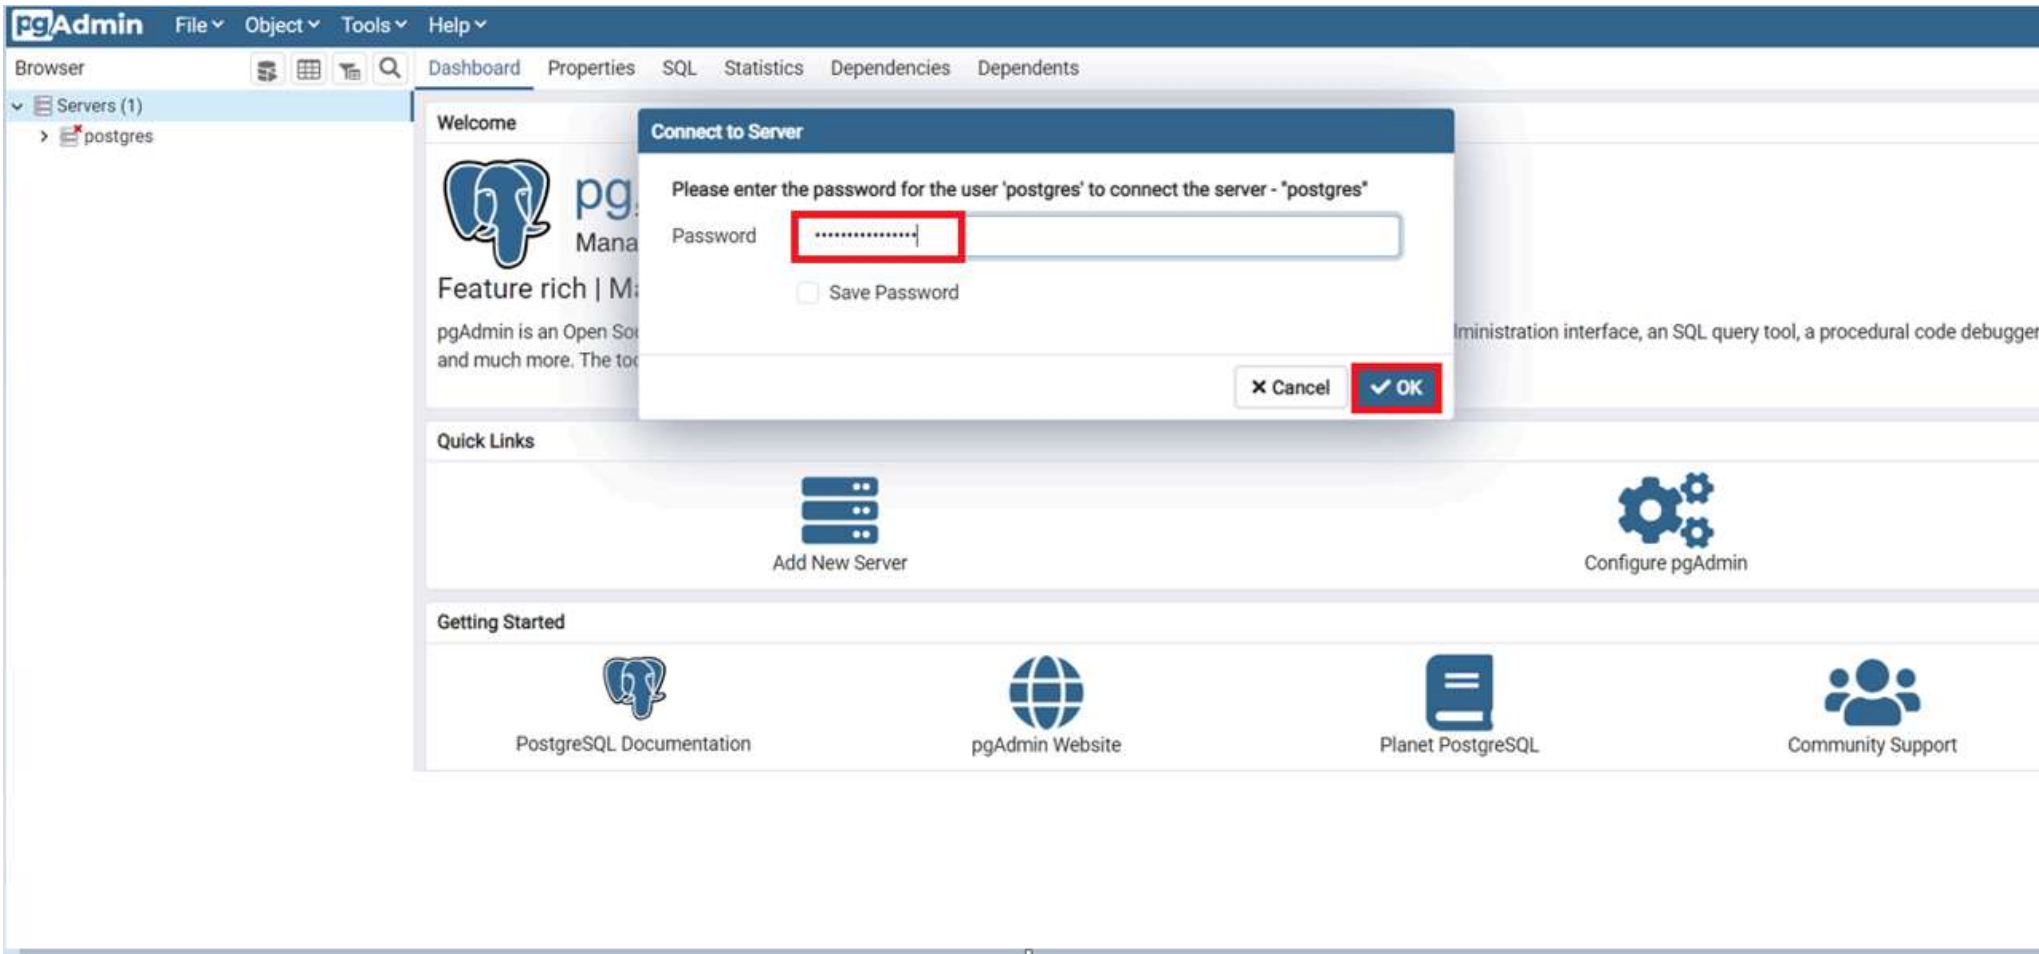 pgAdmin File Object Tools Help
Browser Dashboard Properties SQL Statistics Dependencies Dependents
Servers (1)
postgres
Welcome
pg
Mana
Feature rich |
pgAdmin is an Open
and much more. The
Connect to Server
Please enter the password for the user 'postgres' to connect the server - "postgres"
Password ················
Save Password
Cancel OK
ministration interface, an SQL query tool, a procedural code debugger
Quick Links
Add New Server Configure pgAdmin
Getting Started
PostgreSQL Documentation pgAdmin Website Planet PostgreSQL Community Support